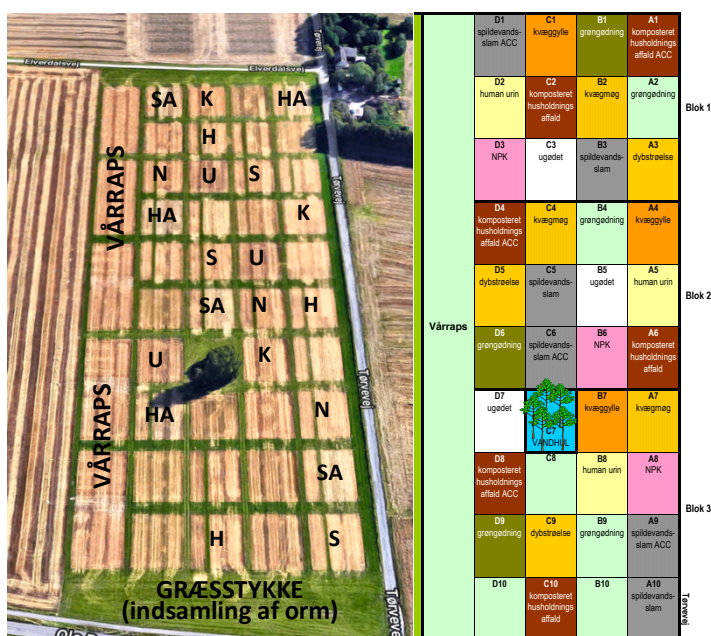 Elverdalsvej
Tørvevej
SA K HA
H
N U S
HA K
S U
SA N H
U K
HA N
SA
H S
VÅRRAPS
VÅRRAPS
Tørvevej
Tørvevej
Tørvevej
GRÆSSTYKKE
(indsamling af orm)
Vårraps
D1
spildevands-
slam ACC
C1
kvæggylle
B1
grøngødning
A1
komposteret
husholdnings
affald ACC
D2
human urin
C2
komposteret
husholdnings
affald
B2
kvægmøg
A2
grøngødning
Blok 1
D3
NPK
C3
ugødet
B3
spildevands-
slam
A3
dybstrøelse
D4
komposteret
husholdnings
affald ACC
C4
kvægmøg
B4
grøngødning
A4
kvæggylle
D5
dybstrøelse
C5
spildevands-
slam
B5
ugødet
A5
human urin
Blok 2
D6
grøngødning
C6
spildevands-
slam ACC
B6
NPK
A6
komposteret
husholdnings
affald
D7
ugødet
C7
VANDHUL
B7
kvæggylle
A7
kvægmøg
D8
komposteret
husholdnings
affald ACC
C8
B8
human urin
A8
NPK
Blok 3
D9
grøngødning
C9
dybstrøelse
B9
grøngødning
A9
spildevands-
slam ACC
D10
C10
komposteret
husholdnings
affald
B10
A10
spildevands-
slam
Tørvevej